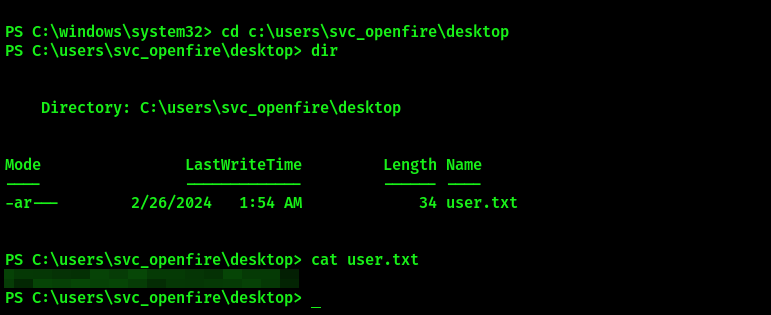 PS C:\windows\system32> cd c:\users\svc_openfire\desktop
PS C:\users\svc_openfire\desktop> dir
Directory: C:\users\svc_openfire\desktop
Mode LastWriteTime Length Name
---- ------------- ------ ----
-ar--- 2/26/2024 1:54 AM 34 user.txt
PS C:\users\svc_openfire\desktop> cat user.txt
PS C:\users\svc_openfire\desktop> _